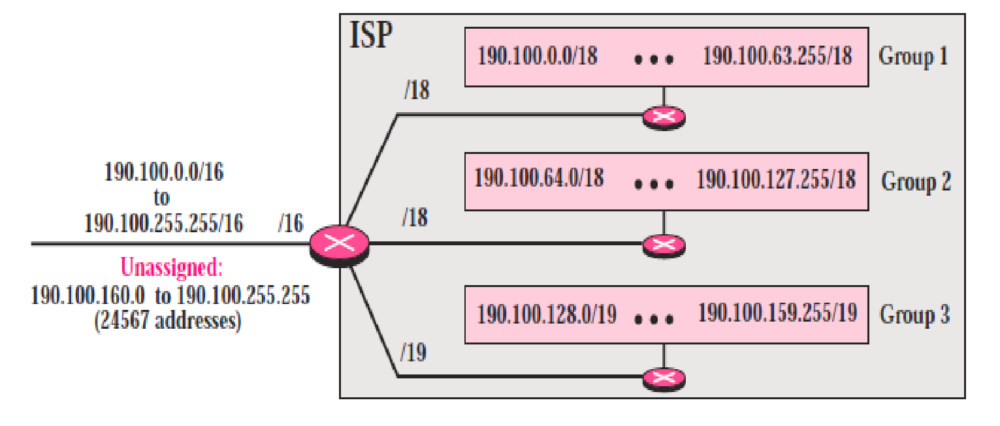 ISP
190.100.0.0/18 ••• 190.100.63.255/18 Group 1
/18
190.100.0.0/16
to
190.100.255.255/16 /16
190.100.64.0/18 ••• 190.100.127.255/18 Group 2
/18
Unassigned:
190.100.160.0 to 190.100.255.255
(24567 addresses)
190.100.128.0/19 ••• 190.100.159.255/19 Group 3
/19